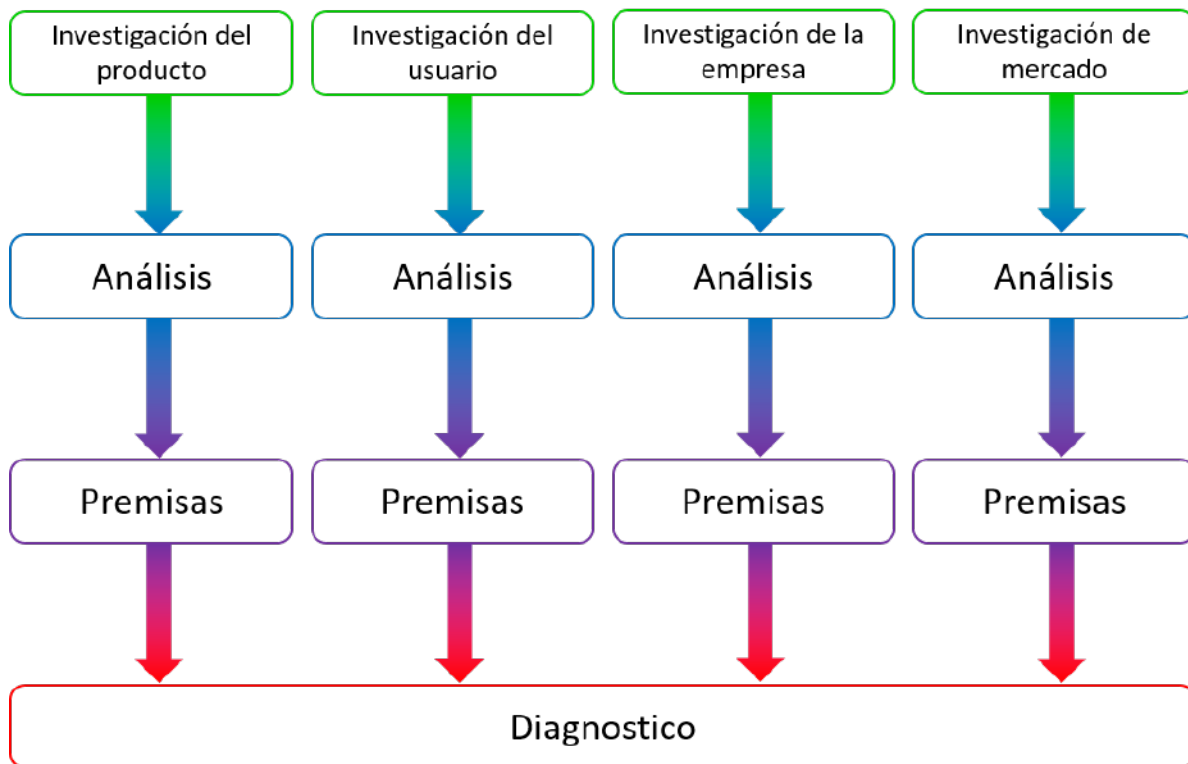 Investigación del
producto
Investigación del
usuario
Investigación de la
empresa
Investigación de
mercado
Análisis
Análisis
Análisis
Análisis
Premisas
Premisas
Premisas
Premisas
Diagnostico